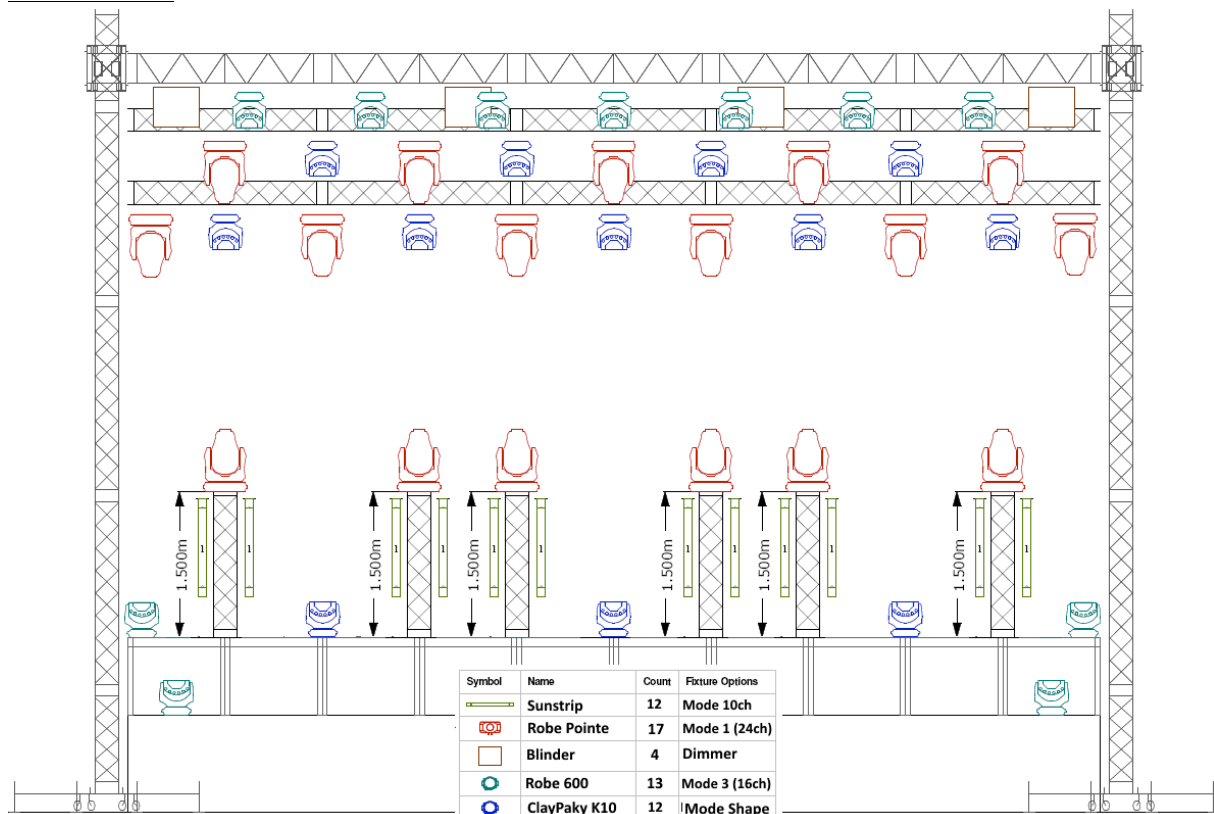 1.500m
1.500m
1.500m
1.500m
1.500m
1.500m
1
1
1
1
1
1
1
1
1
1
1
1
Symbol Name Count Fixture Options
Sunstrip 12 Mode 10ch
Robe Pointe 17 Mode 1 (24ch)
Blinder 4 Dimmer
Robe 600 13 Mode 3 (16ch)
ClayPaky K10 12 Mode Shape